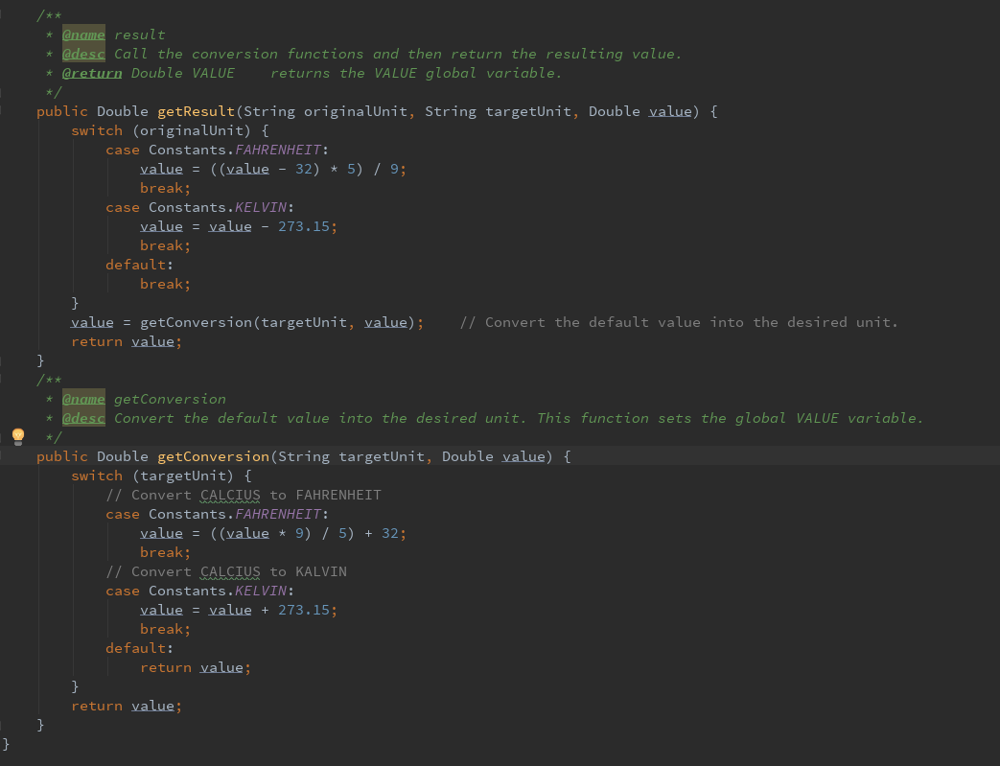 /**
 * @name result
 * @desc Call the conversion functions and then return the resulting value.
 * @return Double VALUE    returns the VALUE global variable.
 */
public Double getResult(String originalUnit, String targetUnit, Double value) {
    switch (originalUnit) {
        case Constants.FAHRENHEIT:
            value = ((value - 32) * 5) / 9;
            break;
        case Constants.KELVIN:
            value = value - 273.15;
            break;
        default:
            break;
    }
    value = getConversion(targetUnit, value);    // Convert the default value into the desired unit.
    return value;
}
/**
 * @name getConversion
 * @desc Convert the default value into the desired unit. This function sets the global VALUE variable.
 */
public Double getConversion(String targetUnit, Double value) {
    switch (targetUnit) {
        // Convert CALCIUS to FAHRENHEIT
        case Constants.FAHRENHEIT:
            value = ((value * 9) / 5) + 32;
            break;
        // Convert CALCIUS to KALVIN
        case Constants.KELVIN:
            value = value + 273.15;
            break;
        default:
            return value;
    }
    return value;
}
}